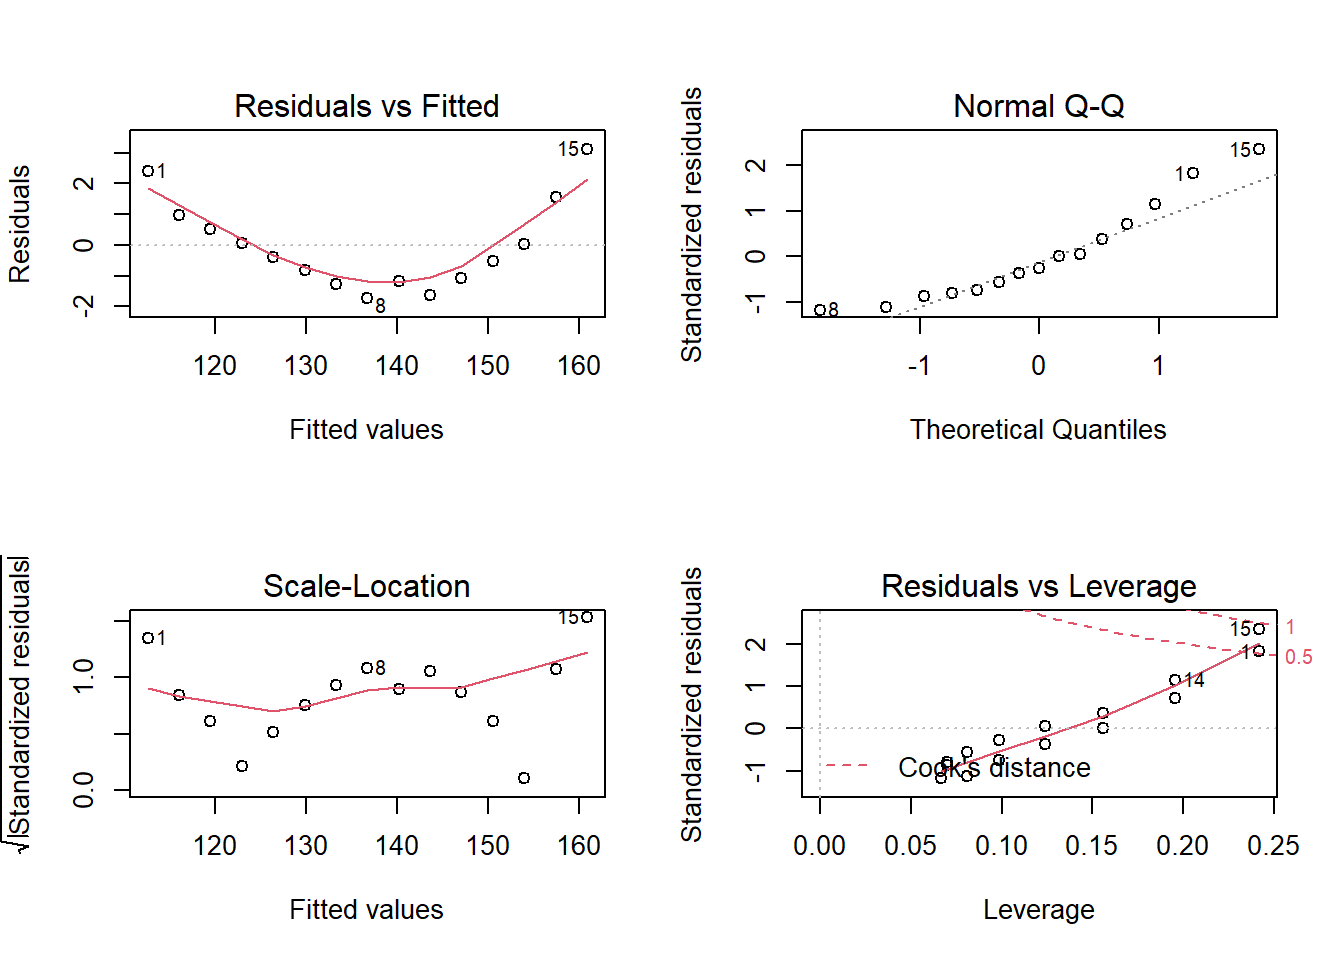 Residuals vs Fitted
Residuals
2
0
-2
1
8
15
120 130 140 150 160
Fitted values
Normal Q-Q
Standardized residuals
2
1
0
-1
8
1
15
-1 0 1
Theoretical Quantiles
Scale-Location
√|Standardized residuals|
1.0
0.0
1
8
15
120 130 140 150 160
Fitted values
Residuals vs Leverage
Standardized residuals
2
1
0
-1
15
1
14
1
0.5
Cook's distance
0.00 0.05 0.10 0.15 0.20 0.25
Leverage